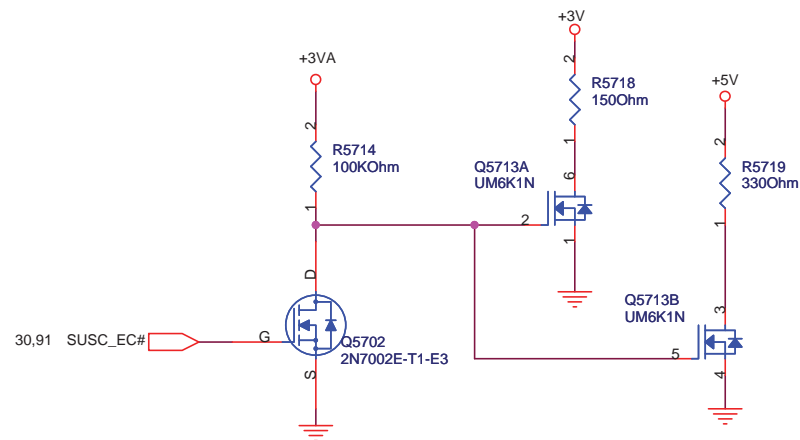 +3V
+3VA
2
R5718
150Ohm
+5V
2
R5714
100KOhm
1
2
R5719
330Ohm
Q5713A
UM6K1N
6
1
1
2
1
D
Q5713B
UM6K1N
3
30,91 SUSC_EC#
G
Q5702
2N7002E-T1-E3
5
S
4